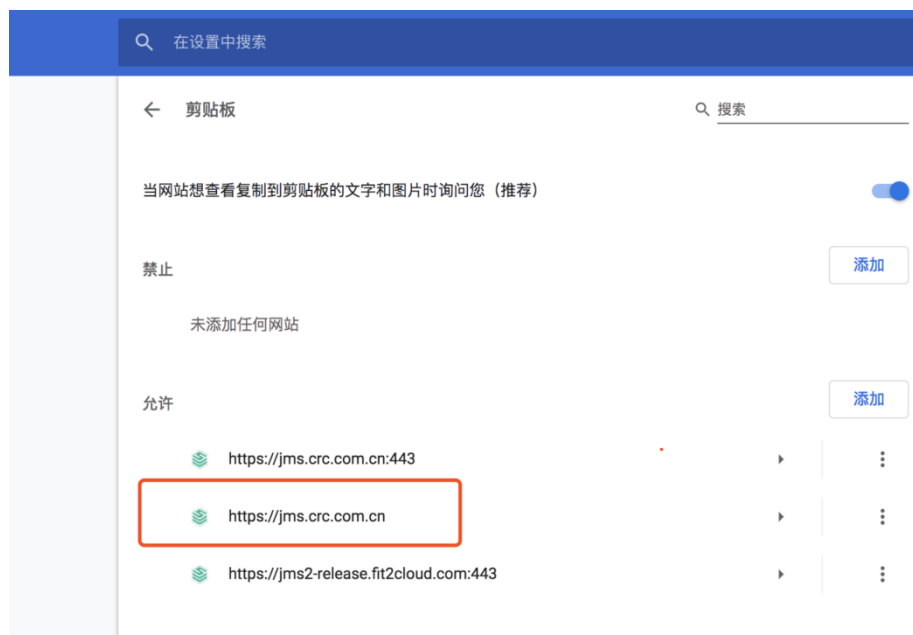 在设置中搜索
剪贴板
搜索
当网站想查看复制到剪贴板的文字和图片时询问您（推荐）
禁止
添加
未添加任何网站
允许
添加
https://jms.crc.com.cn:443
https://jms.crc.com.cn
https://jms2-release.fit2cloud.com:443